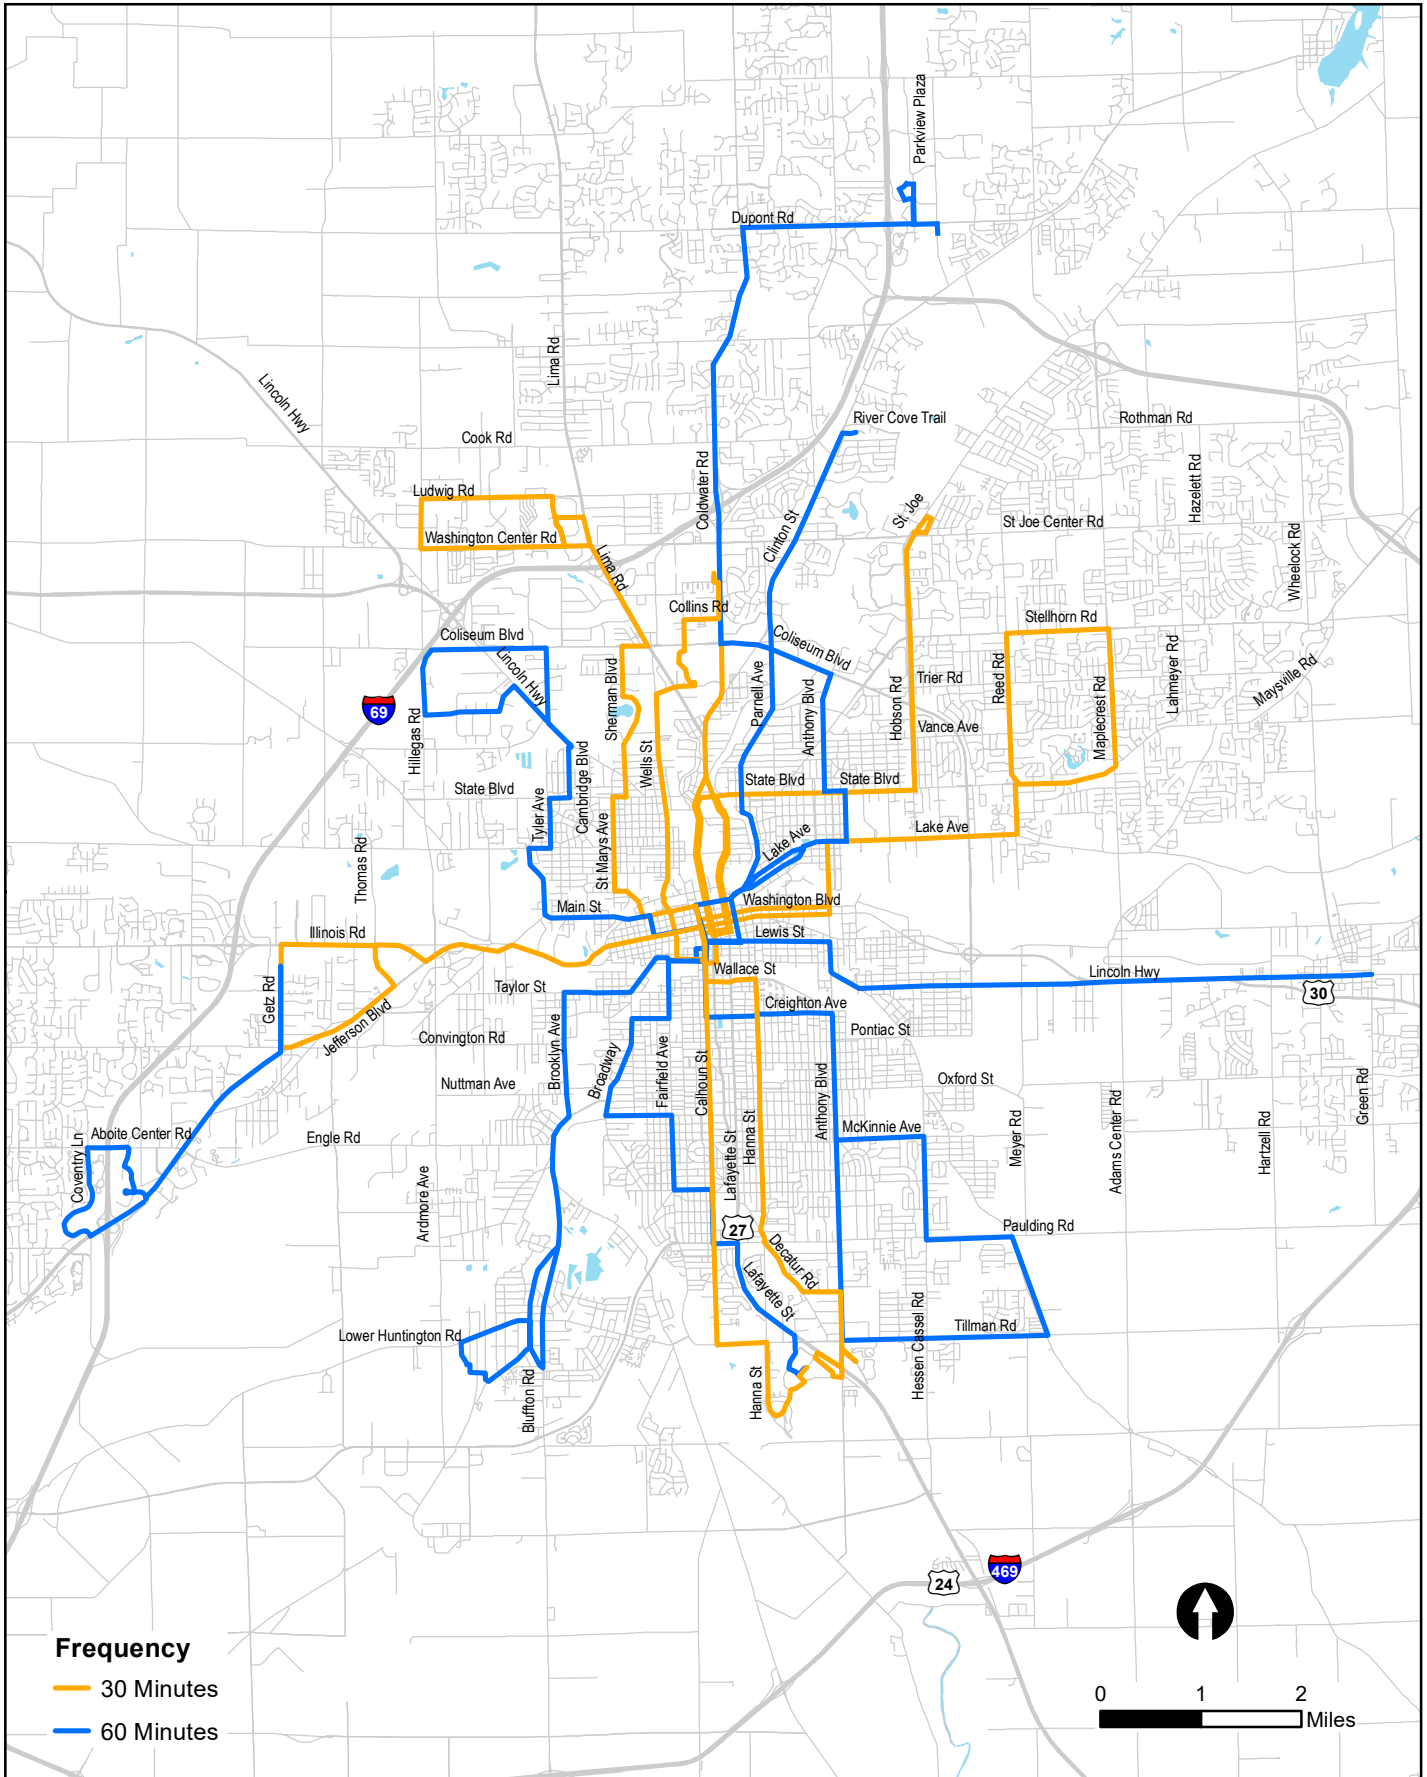 Parkview Plaza
Dupont Rd
Lima Rd
Lincoln Hwy
River Cove Trail
Rothman Rd
Cook Rd
Coldwater Rd
Hazelett Rd
Ludwig Rd
St. Joe
St Joe Center Rd
Washington Center Rd
Clinton St
Lima Rd
Wheelock Rd
Collins Rd
Stellhorn Rd
Coliseum Blvd
Coliseum Blvd
Lincoln Hwy
Lahmeyer Rd
Maysville Rd
Trier Rd
Reed Rd
Sherman Blvd
Parnell Ave
Anthony Blvd
Hobson Rd
Maplecrest Rd
69
Vance Ave
Hillegas Rd
Wells St
Cambridge Blvd
State Blvd
State Blvd
State Blvd
Tyler Ave
St Marys Ave
Lake Ave
Lake Ave
Thomas Rd
Main St
Washington Blvd
Illinois Rd
Lewis St
Wallace St
Lincoln Hwy
30
Getz Rd
Taylor St
Creighton Ave
Jefferson Blvd
Convington Rd
Pontiac St
Brooklyn Ave
Broadway
Fairfield Ave
Calhoun St
Nuttman Ave
Oxford St
Anthony Blvd
Green Rd
Aboite Center Rd
Engle Rd
McKinnie Ave
Hanna St
Lafayette St
Meyer Rd
Adams Center Rd
Hartzell Rd
Coventry Ln
Ardmore Ave
27
Paulding Rd
Decatur Rd
Lafayette St
Lower Huntington Rd
Tillman Rd
Hessen Cassel Rd
Bluffton Rd
Hanna St
469
24
Frequency
30 Minutes
60 Minutes
0 1 2
Miles